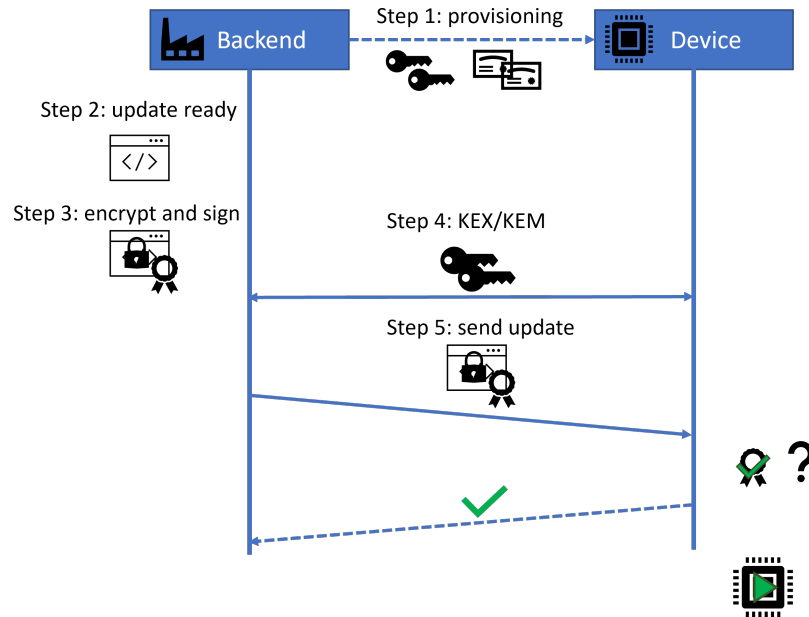 Step 1: provisioning
Backend
Device
Step 2: update ready
</>
Step 3: encrypt and sign
Step 4: KEX/KEM
Step 5: send update
?